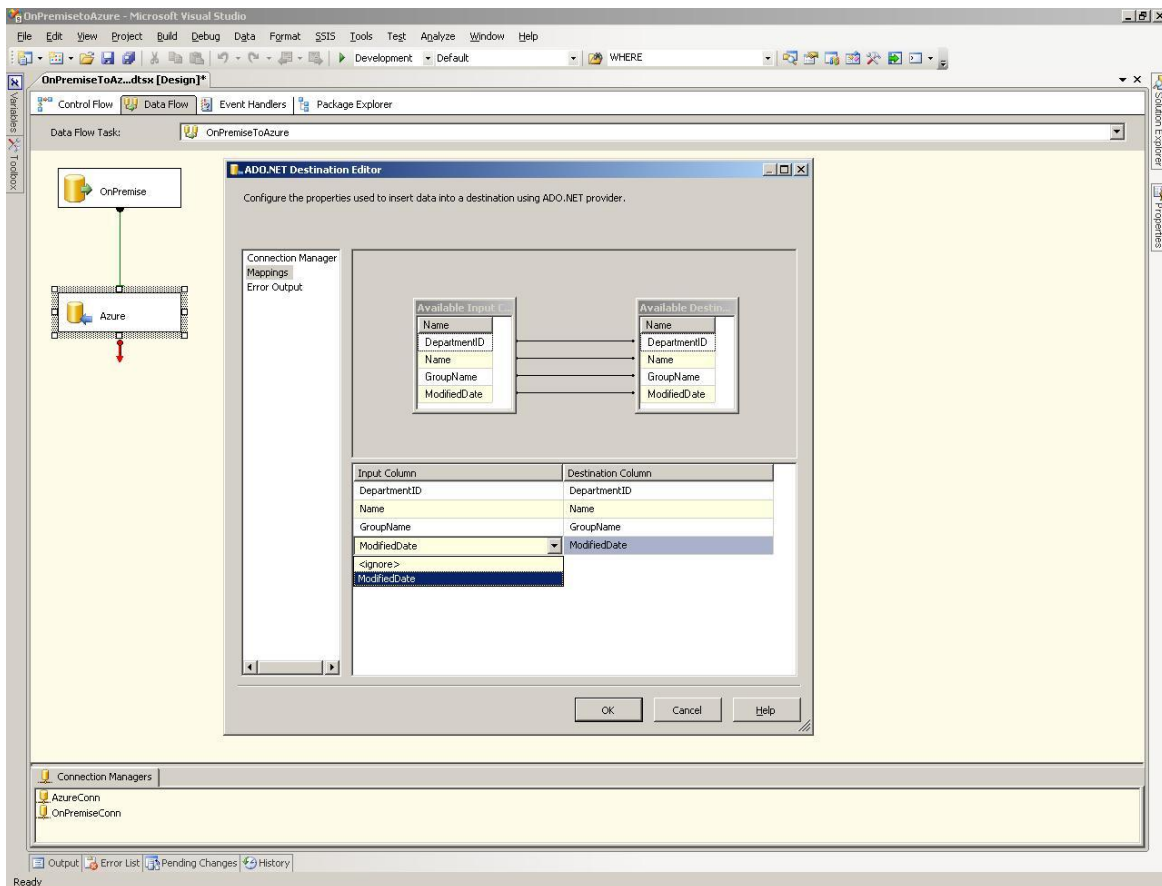 OnPremisetoAzure - Microsoft Visual Studio
File Edit View Project Build Debug Data Format SSIS Tools Test Analyze Window Help
Development Default WHERE
OnPremiseToAz...dtsx [Design]*
Control Flow Data Flow Event Handlers Package Explorer
Data Flow Task: OnPremiseToAzure
Variables
Toolbox
Solution Explorer
Properties
OnPremise
Azure
ADO.NET Destination Editor
Configure the properties used to insert data into a destination using ADO.NET provider.
Connection Manager
Mappings
Error Output
Available Input C...
Name
DepartmentID
Name
GroupName
ModifiedDate
Available Destin...
Name
DepartmentID
Name
GroupName
ModifiedDate
Input Column Destination Column
DepartmentID DepartmentID
Name Name
GroupName GroupName
ModifiedDate ModifiedDate
<ignore>
ModifiedDate
OK Cancel Help
Connection Managers
AzureConn
OnPremiseConn
Output Error List Pending Changes History
Ready